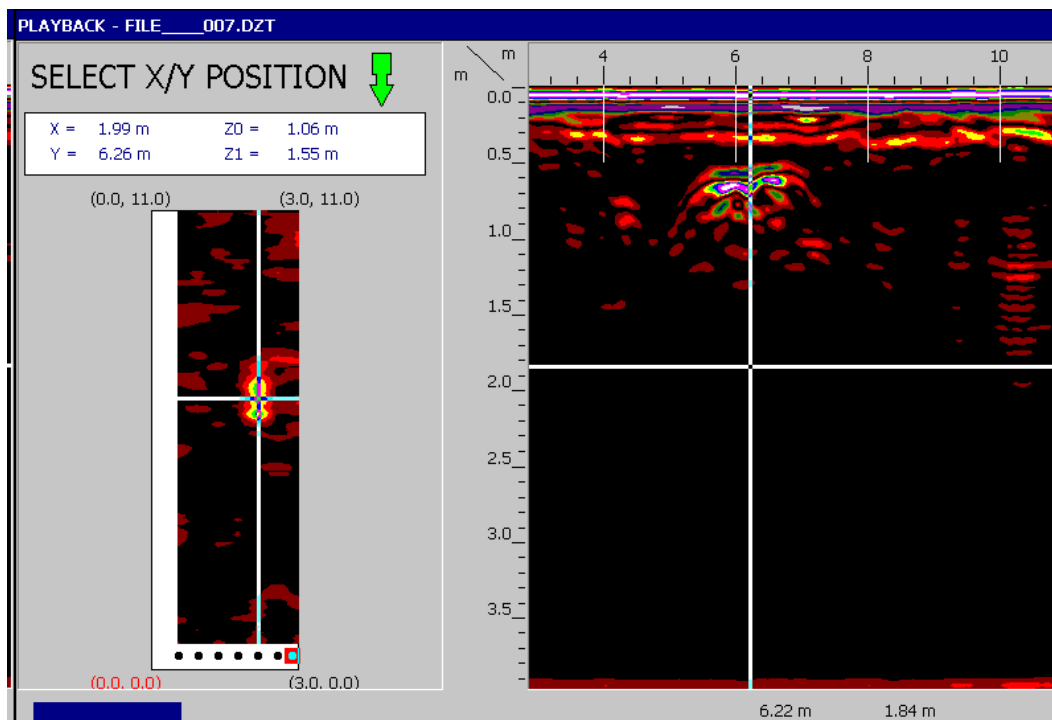 PLAYBACK - FILE____007.DZT
SELECT X/Y POSITION
X = 1.99 m Z0 = 1.06 m
Y = 6.26 m Z1 = 1.55 m
(0.0, 11.0) (3.0, 11.0)
(0.0, 0.0) (3.0, 0.0)
m
m
4 6 8 10
0.0
0.5
1.0
1.5
2.0
2.5
3.0
3.5
6.22 m 1.84 m